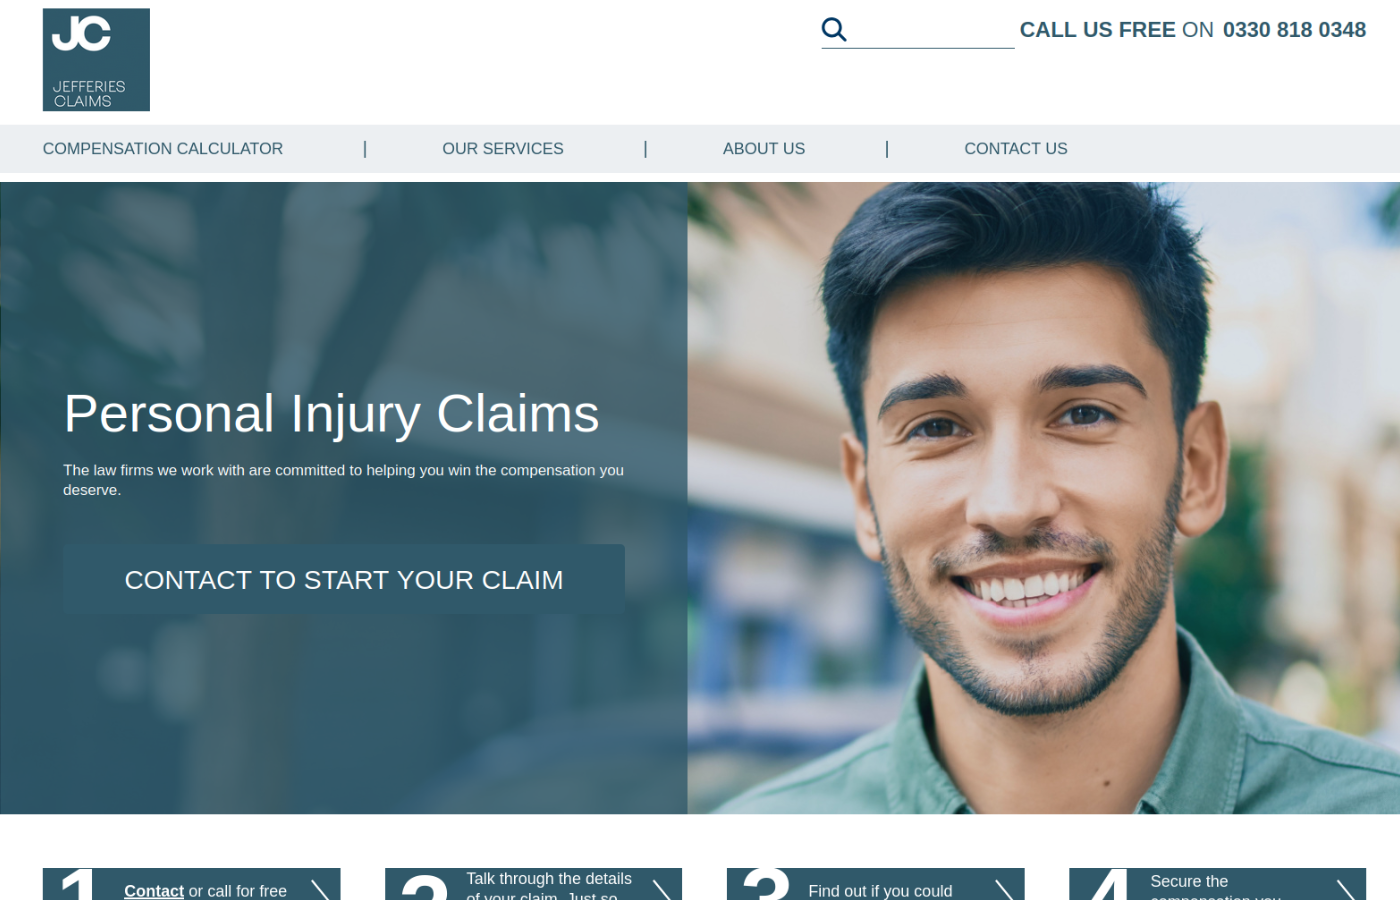 JC
JEFFERIES
CLAIMS
CALL US FREE ON 0330 818 0348
COMPENSATION CALCULATOR | OUR SERVICES | ABOUT US | CONTACT US
Personal Injury Claims
The law firms we work with are committed to helping you win the compensation you
deserve.
CONTACT TO START YOUR CLAIM
1
Contact or call for free
2
Talk through the details
of your claim. Just so
3
Find out if you could
4
Secure the
compensation you